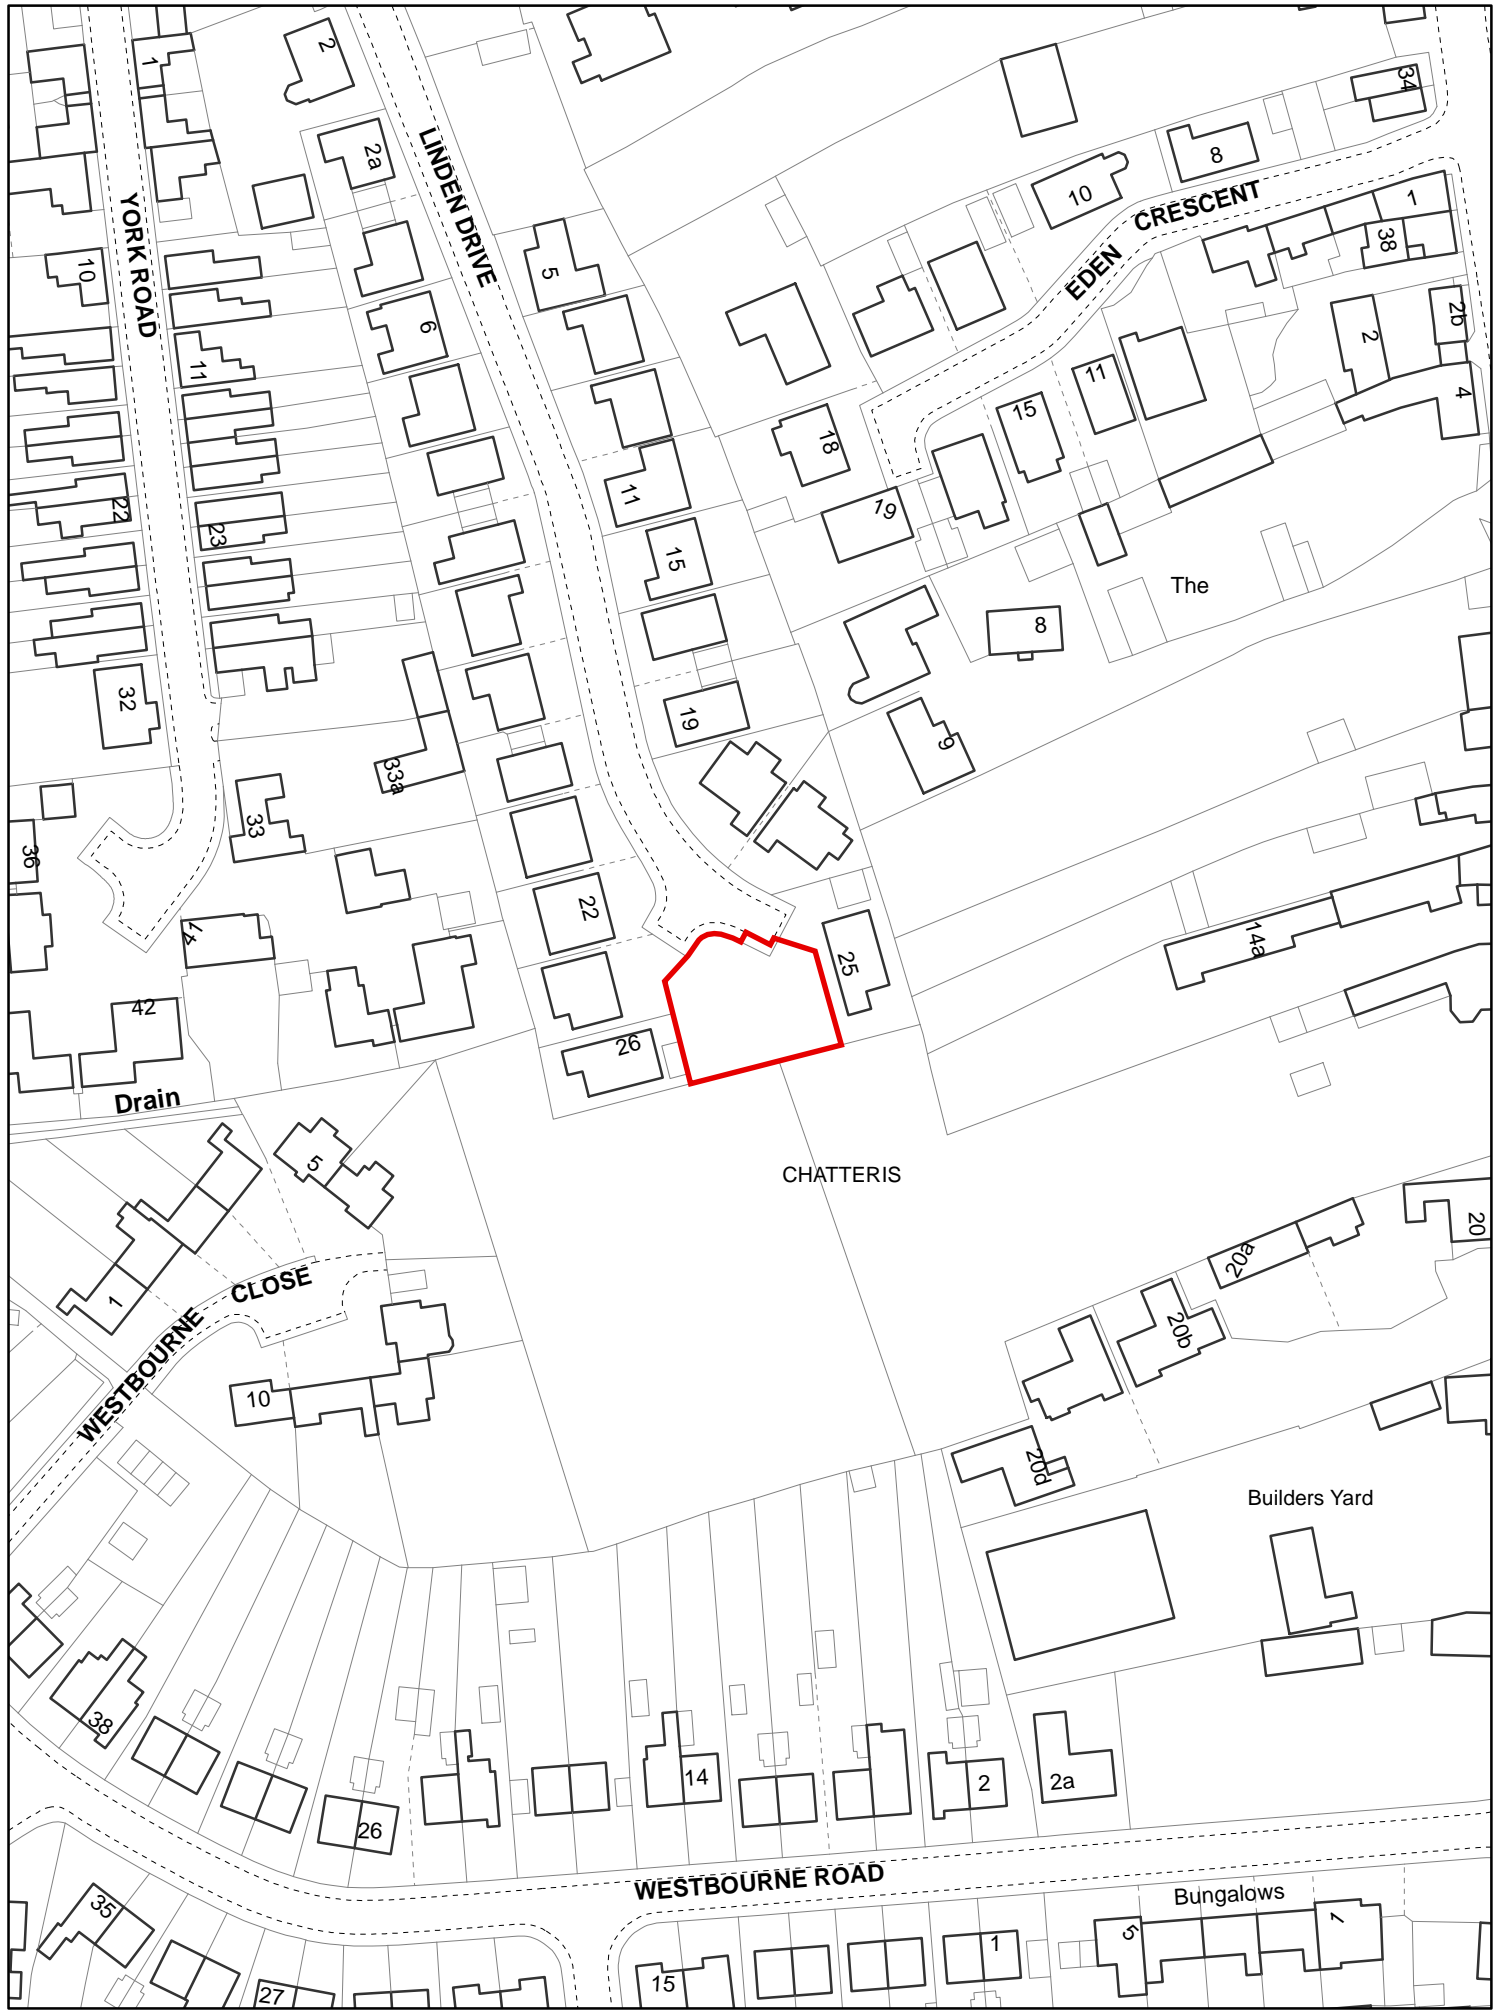 1
2
34
2a
8
10
1
LINDEN DRIVE
CRESCENT
38
YORK ROAD
5
EDEN
10
2b
6
2
11
11
4
15
18
11
22
19
23
15
The
8
32
19
9
33a
33
36
22
41
14a
25
42
26
Drain
5
CHATTERIS
20
20a
CLOSE
1
20b
WESTBOURNE
10
20d
Builders Yard
38
14
2
2a
26
WESTBOURNE ROAD
Bungalows
35
5
1
1
15
27